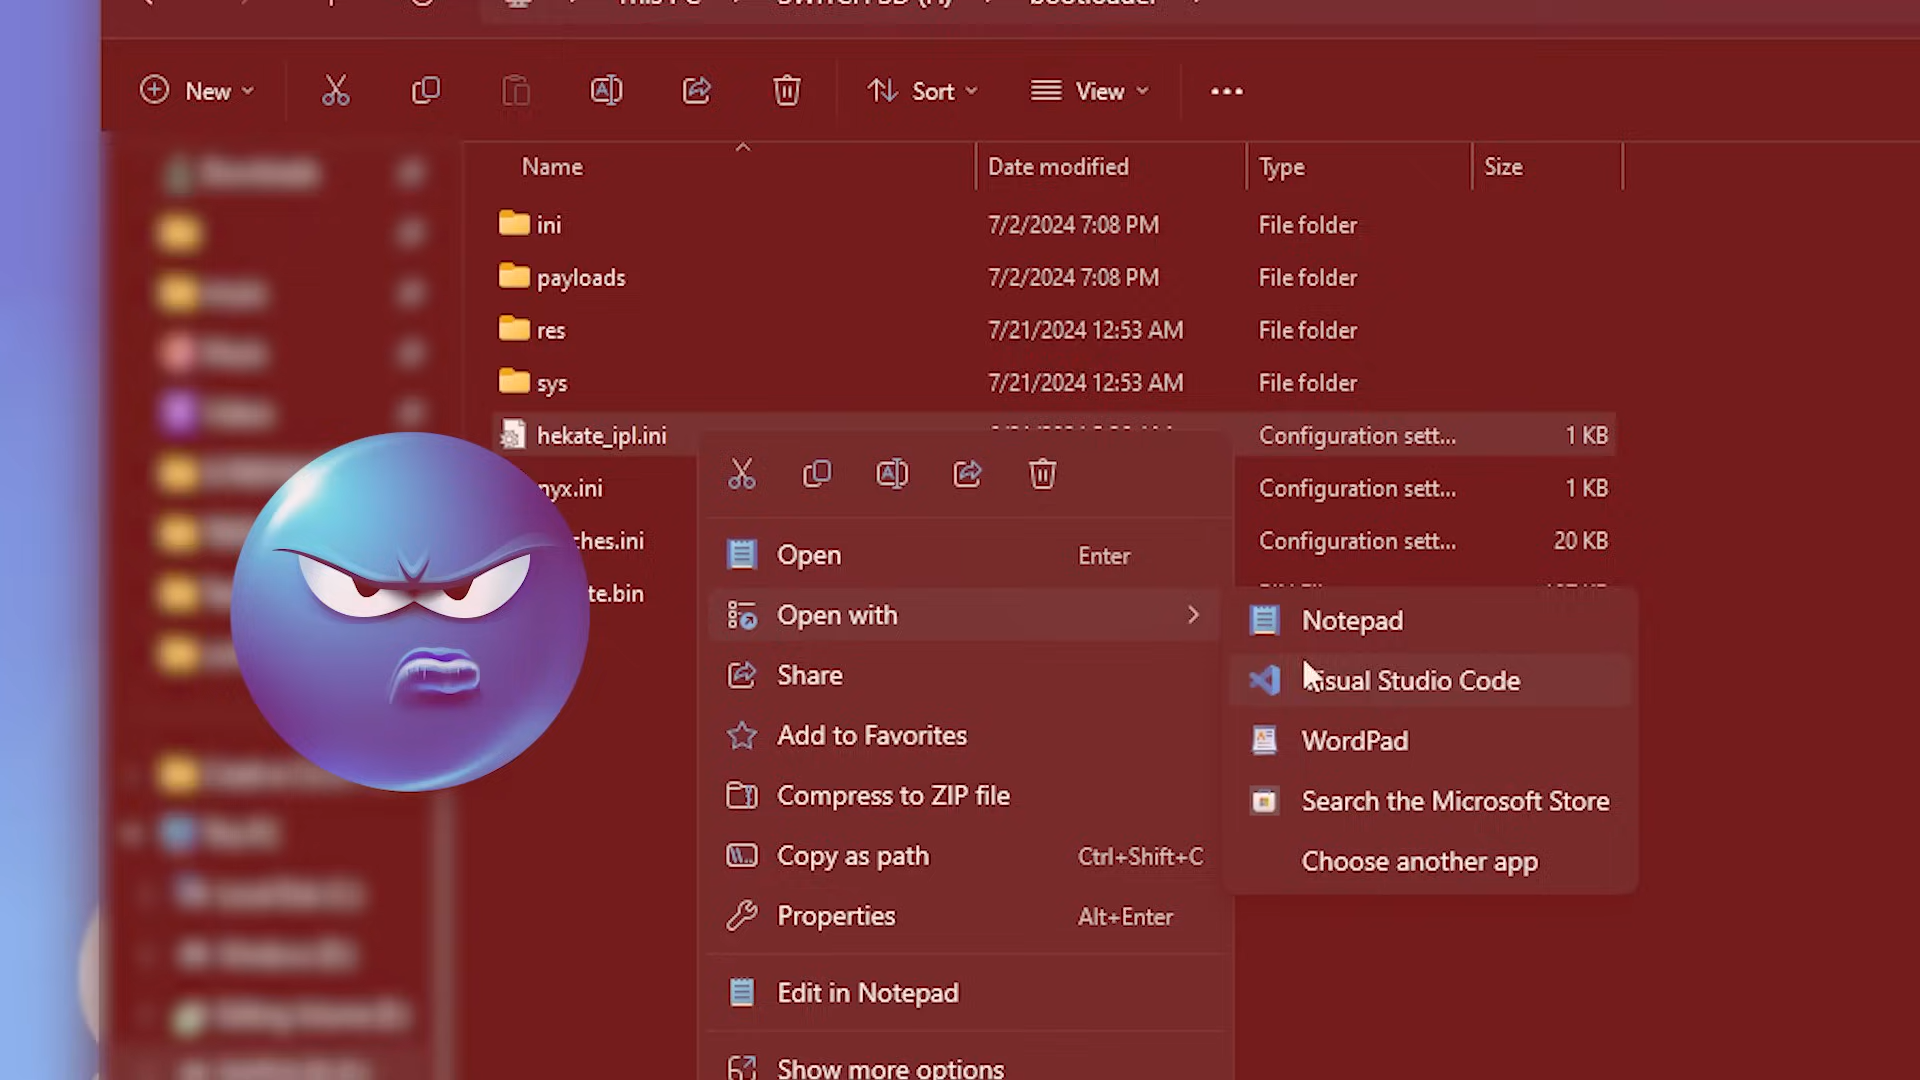 New
Sort
View
Name
Date modified
Type
Size
ini
7/2/2024 7:08 PM
File folder
payloads
7/2/2024 7:08 PM
File folder
res
7/21/2024 12:53 AM
File folder
sys
7/21/2024 12:53 AM
File folder
hekate_ipl.ini
Configuration sett...
1 KB
nyx.ini
Configuration sett...
1 KB
ches.ini
Configuration sett...
20 KB
te.bin
Open
Enter
Open with
Share
Add to Favorites
Compress to ZIP file
Copy as path
Ctrl+Shift+C
Properties
Alt+Enter
Edit in Notepad
Show more options
Notepad
Visual Studio Code
WordPad
Search the Microsoft Store
Choose another app